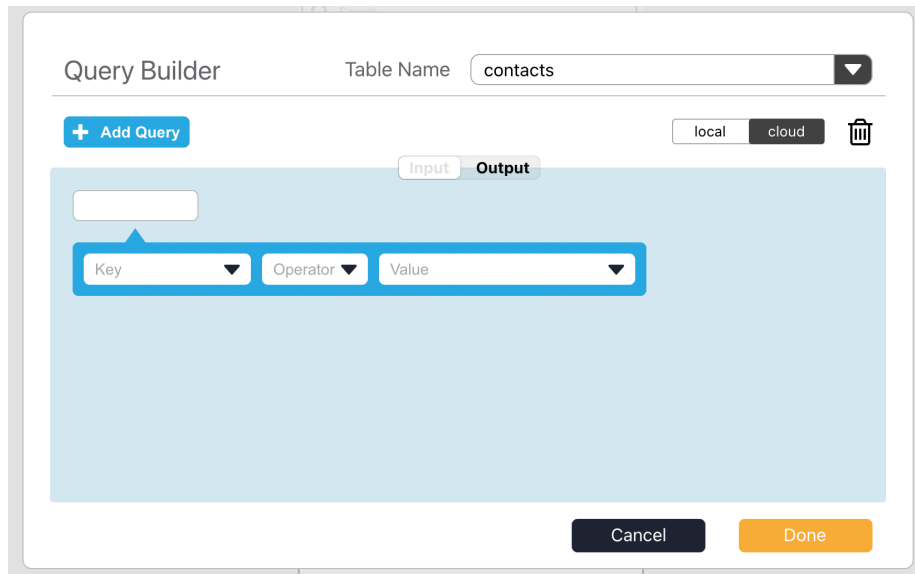 Query Builder
Table Name
contacts
Add Query
local
cloud
Input
Output
Key
Operator
Value
Cancel
Done